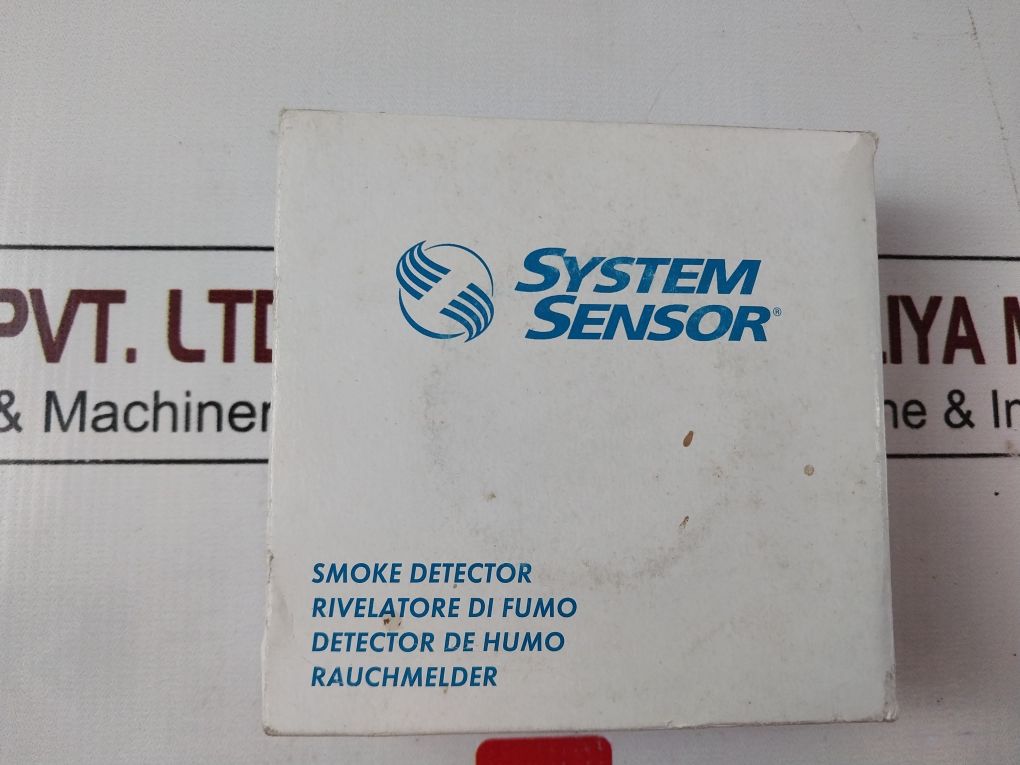 SYSTEM
SENSOR®
PVT. LTD
& Machiner
LIYA M
ne & In
SMOKE DETECTOR
RIVELATORE DI FUMO
DETECTOR DE HUMO
RAUCHMELDER